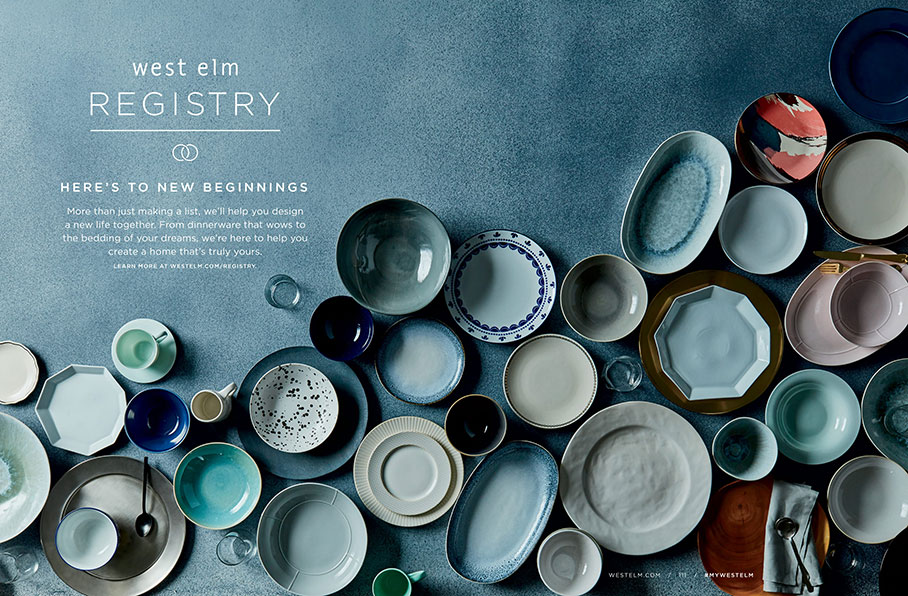 west elm
REGISTRY
HERE'S TO NEW BEGINNINGS
More than just making a list, we'll help you design
a new life together. From dinnerware that wows to
the bedding of your dreams, we're here to help you
create a home that's truly yours.
LEARN MORE AT WESTELM.COM/REGISTRY.
WESTELM.COM / 111 / #MYWESTELM